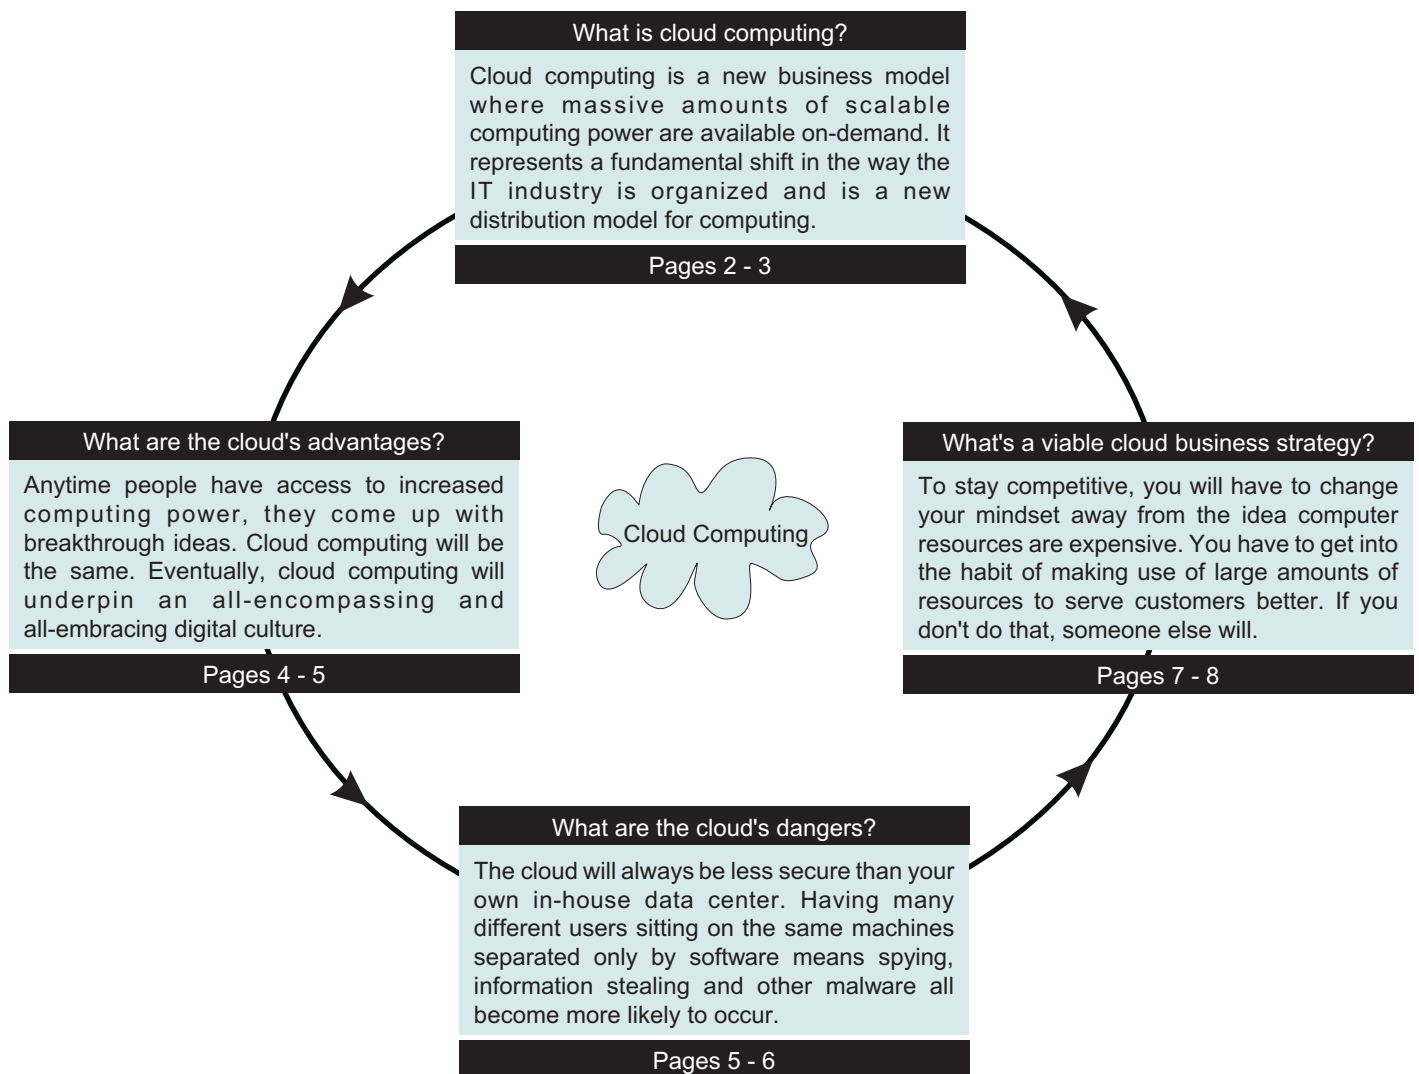 What is cloud computing?
Cloud computing is a new business model
where massive amounts of scalable
computing power are available on-demand. It
represents a fundamental shift in the way the
IT industry is organized and is a new
distribution model for computing.
Pages 2 - 3
What are the cloud's advantages?
Anytime people have access to increased
computing power, they come up with
breakthrough ideas. Cloud computing will be
the same. Eventually, cloud computing will
underpin an all-encompassing and
all-embracing digital culture.
Pages 4 - 5
Cloud Computing
What's a viable cloud business strategy?
To stay competitive, you will have to change
your mindset away from the idea computer
resources are expensive. You have to get into
the habit of making use of large amounts of
resources to serve customers better. If you
don't do that, someone else will.
Pages 7 - 8
What are the cloud's dangers?
The cloud will always be less secure than your
own in-house data center. Having many
different users sitting on the same machines
separated only by software means spying,
information stealing and other malware all
become more likely to occur.
Pages 5 - 6